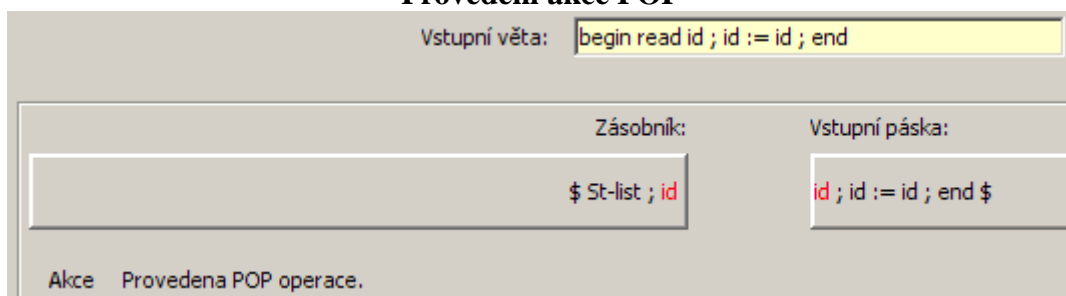 Provedení akce POP
Vstupní věta: begin read id ; id := id ; end
Zásobník: Vstupní páska:
$ St-list ; id id ; id := id ; end $
Akce Provedena POP operace.